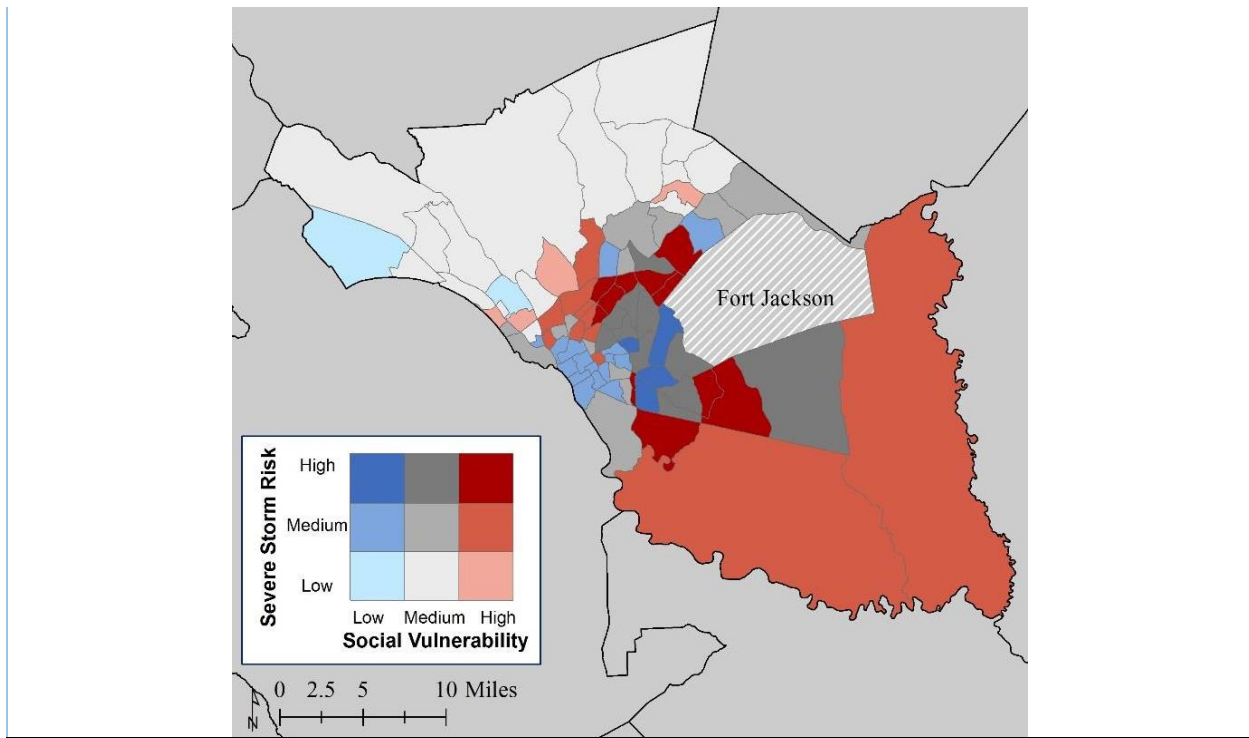 Fort Jackson
Severe Storm Risk
High
Medium
Low
Low Medium High
Social Vulnerability
0 2.5 5 10 Miles
N